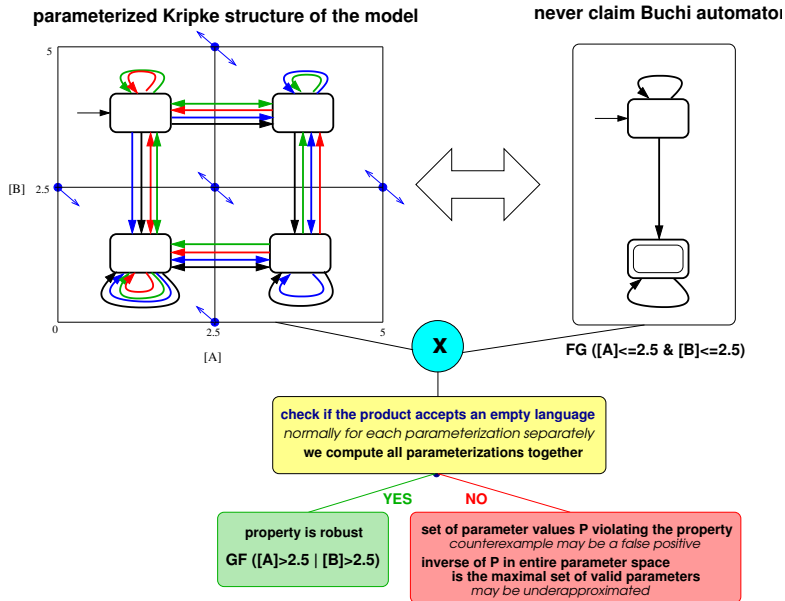 parameterized Kripke structure of the model
never claim Buchi automator
5
[B]
2.5
0
2.5
5
[A]
X
FG ([A]<=2.5 & [B]<=2.5)
check if the product accepts an empty language
normally for each parameterization separately
we compute all parameterizations together
YES
NO
property is robust
GF ([A]>2.5 | [B]>2.5)
set of parameter values P violating the property
counterexample may be a false positive
inverse of P in entire parameter space
is the maximal set of valid parameters
may be underapproximated